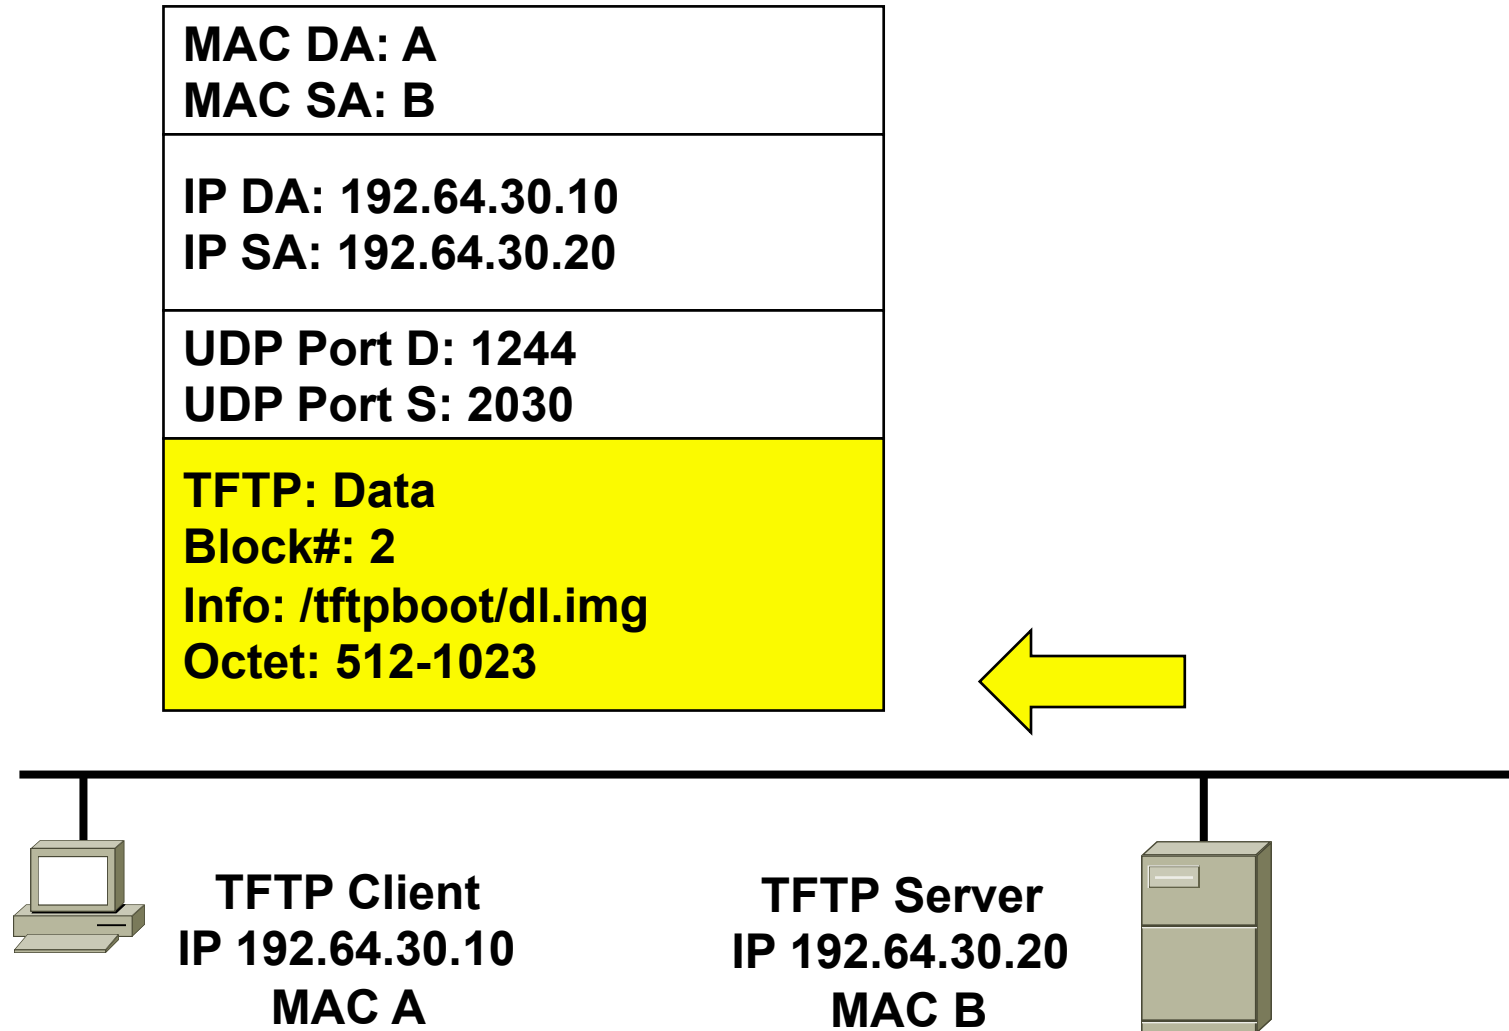 MAC DA: A
MAC SA: B
IP DA: 192.64.30.10
IP SA: 192.64.30.20
UDP Port D: 1244
UDP Port S: 2030
TFTP: Data
Block#: 2
Info: /tftpboot/dl.img
Octet: 512-1023
TFTP Client
IP 192.64.30.10
MAC A
TFTP Server
IP 192.64.30.20
MAC B